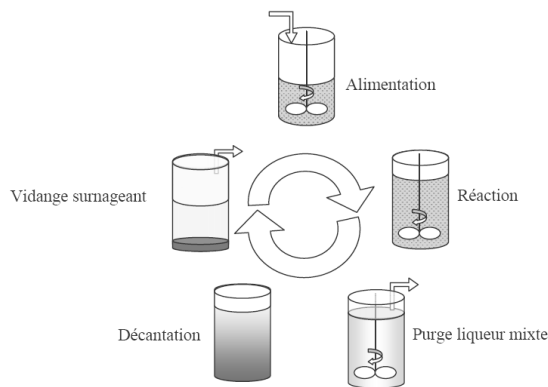 Alimentation
Vidange surnageant
Réaction
Décantation
Purge liqueur mixte